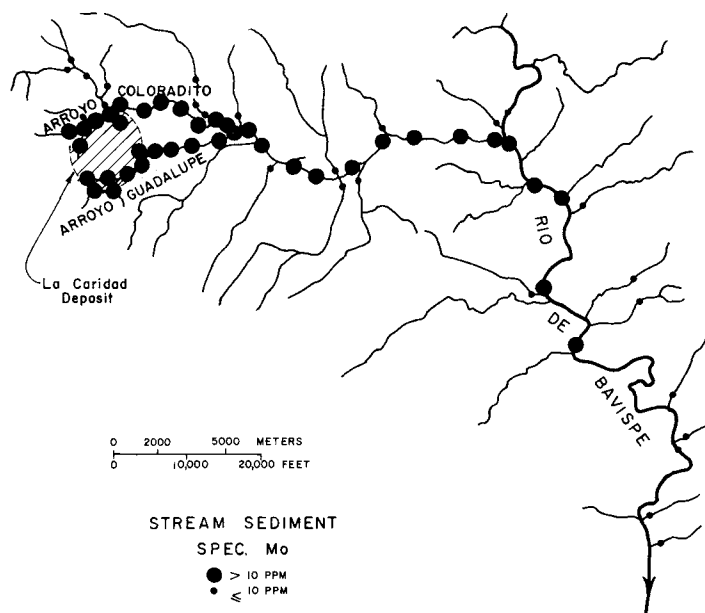 ARROYO COLORADITO
ARROYO GUADALUPE
La Caridad
Deposit
RIO DE BAVISPE
0 2000 5000 METERS
0 10,000 20,000 FEET
STREAM SEDIMENT
SPEC. Mo
> 10 PPM
≤ 10 PPM